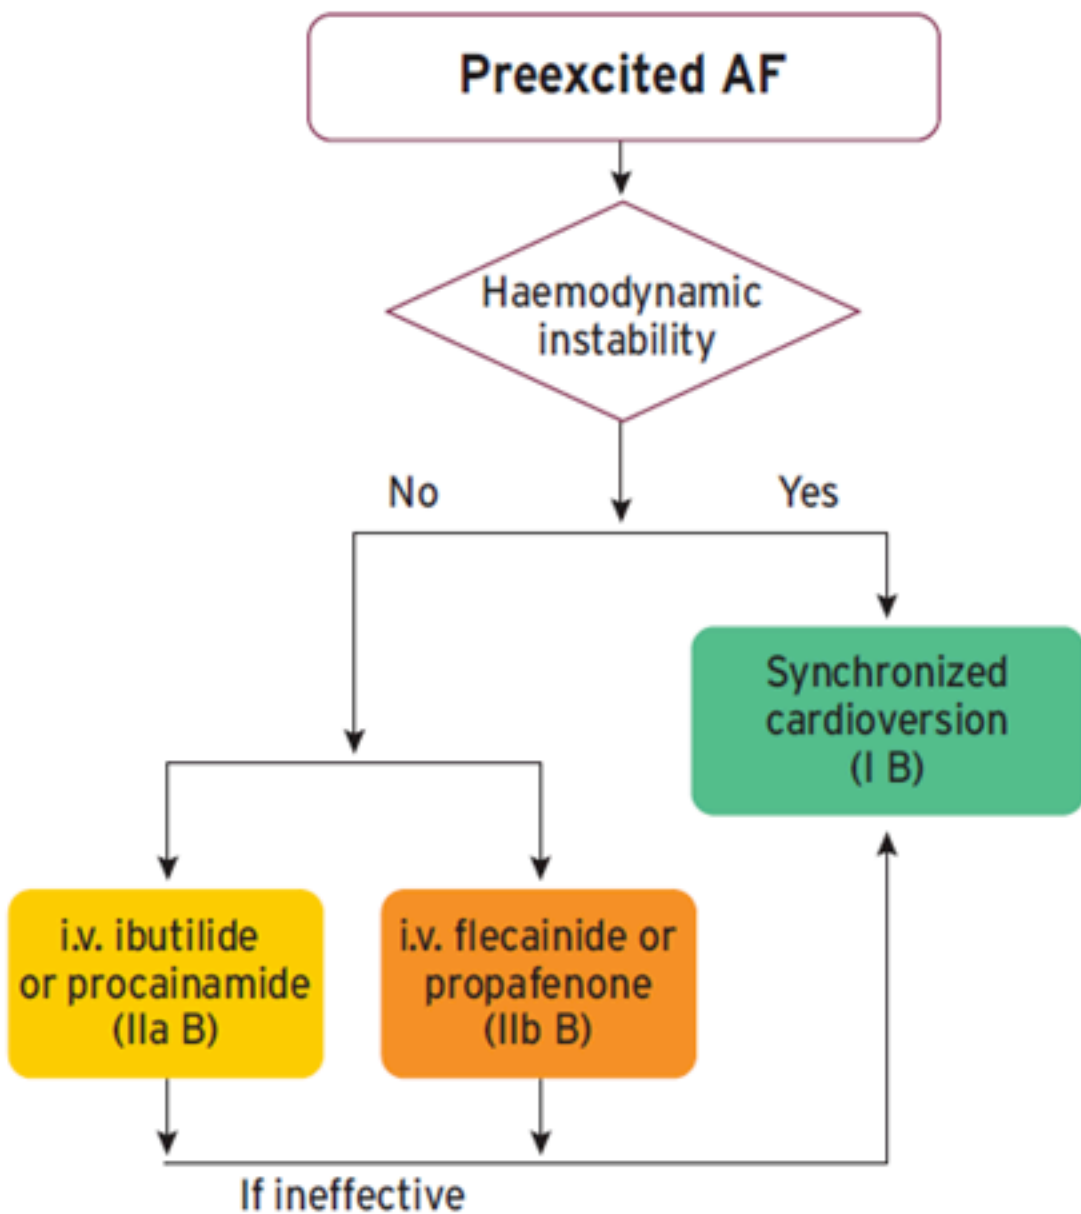 Preexcited AF
Haemodynamic
instability
No
Yes
Synchronized
cardioversion
(I B)
i.v. ibutilide
or procainamide
(IIa B)
i.v. flecainide or
propafenone
(IIb B)
If ineffective